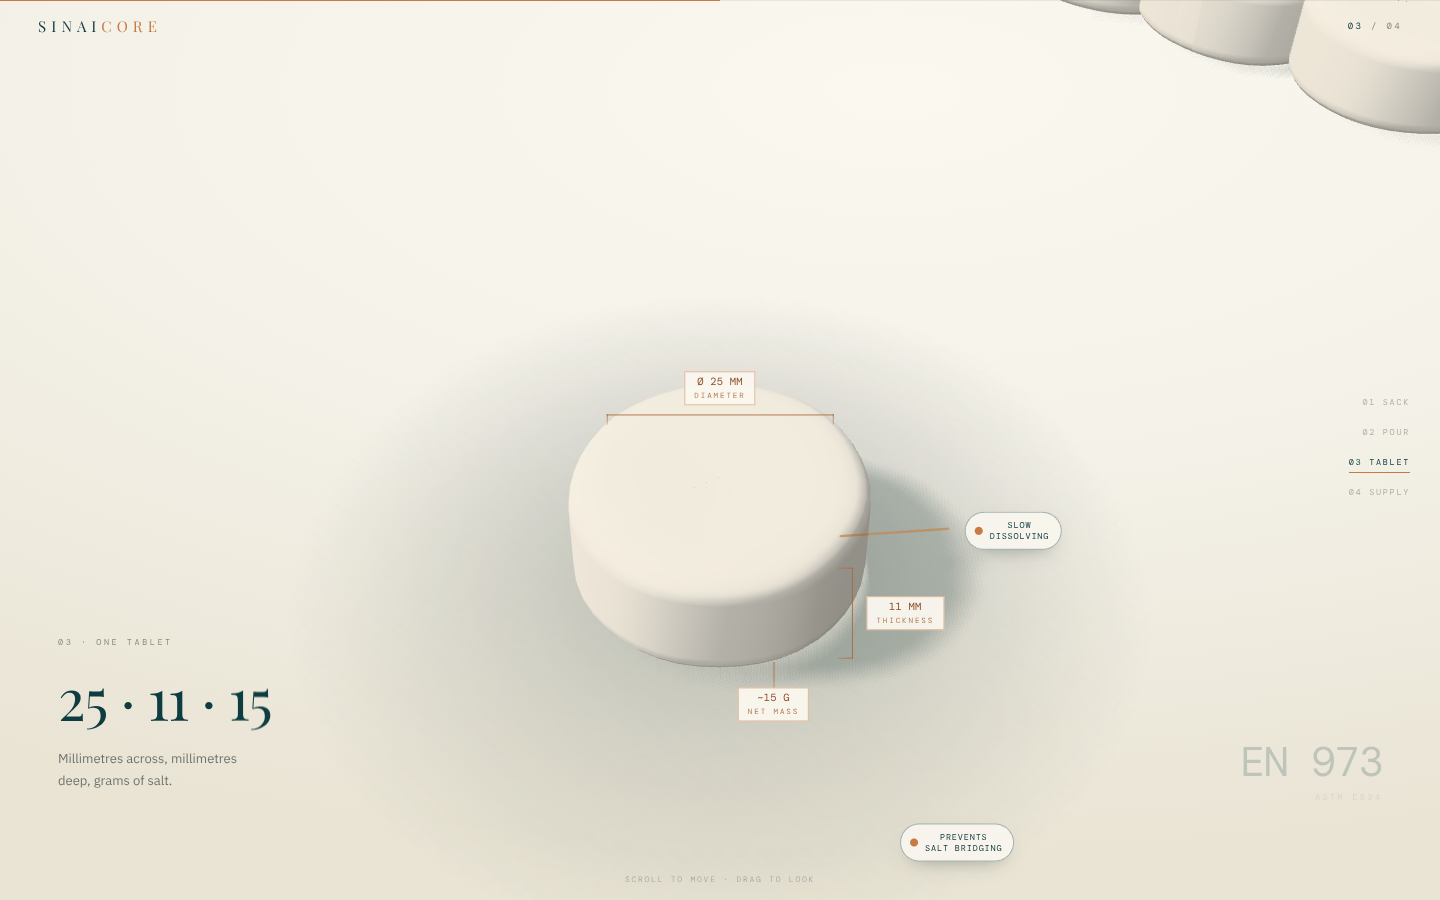 SINAICORE
03 / 04
Ø 25 MM
DIAMETER
01 SACK
02 POUR
03 TABLET
04 SUPPLY
SLOW
DISSOLVING
11 MM
THICKNESS
03 · ONE TABLET
25 · 11 · 15
Millimetres across, millimetres
deep, grams of salt.
~15 G
NET MASS
EN 973
PREVENTS
SALT BRIDGING
SCROLL TO MOVE · DRAG TO LOOK